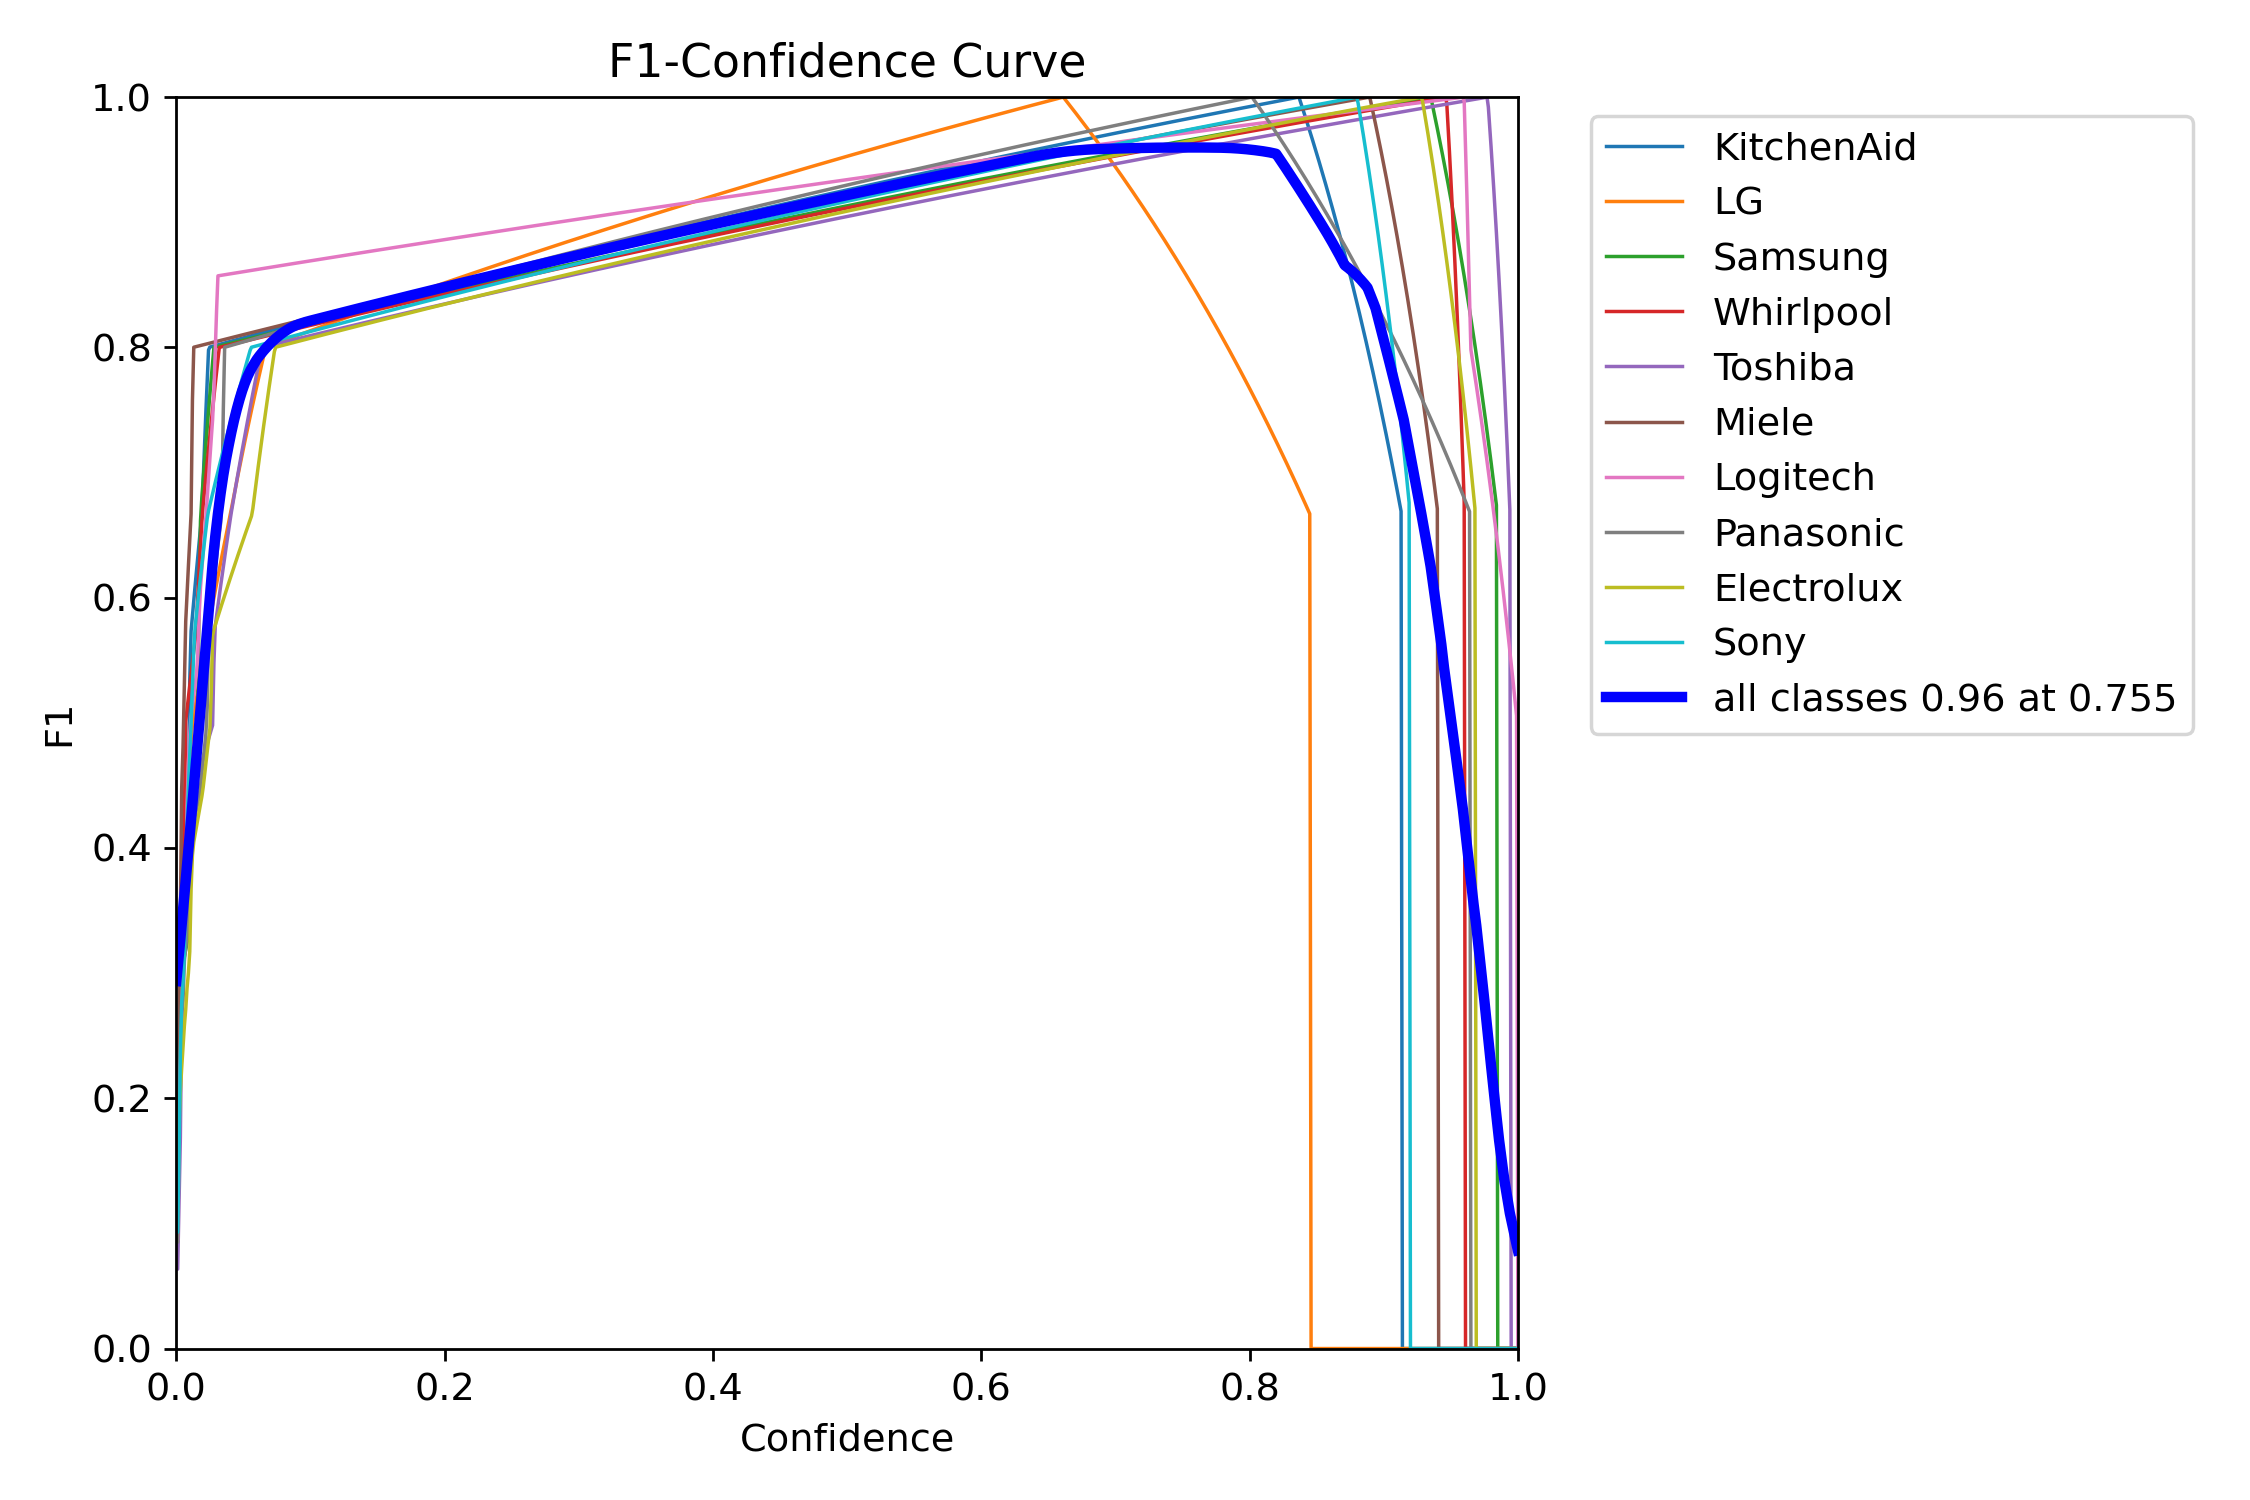 F1-Confidence Curve
1.0
0.8
0.6
0.4
0.2
0.0
F1
0.0 0.2 0.4 0.6 0.8 1.0
Confidence
KitchenAid
LG
Samsung
Whirlpool
Toshiba
Miele
Logitech
Panasonic
Electrolux
Sony
all classes 0.96 at 0.755